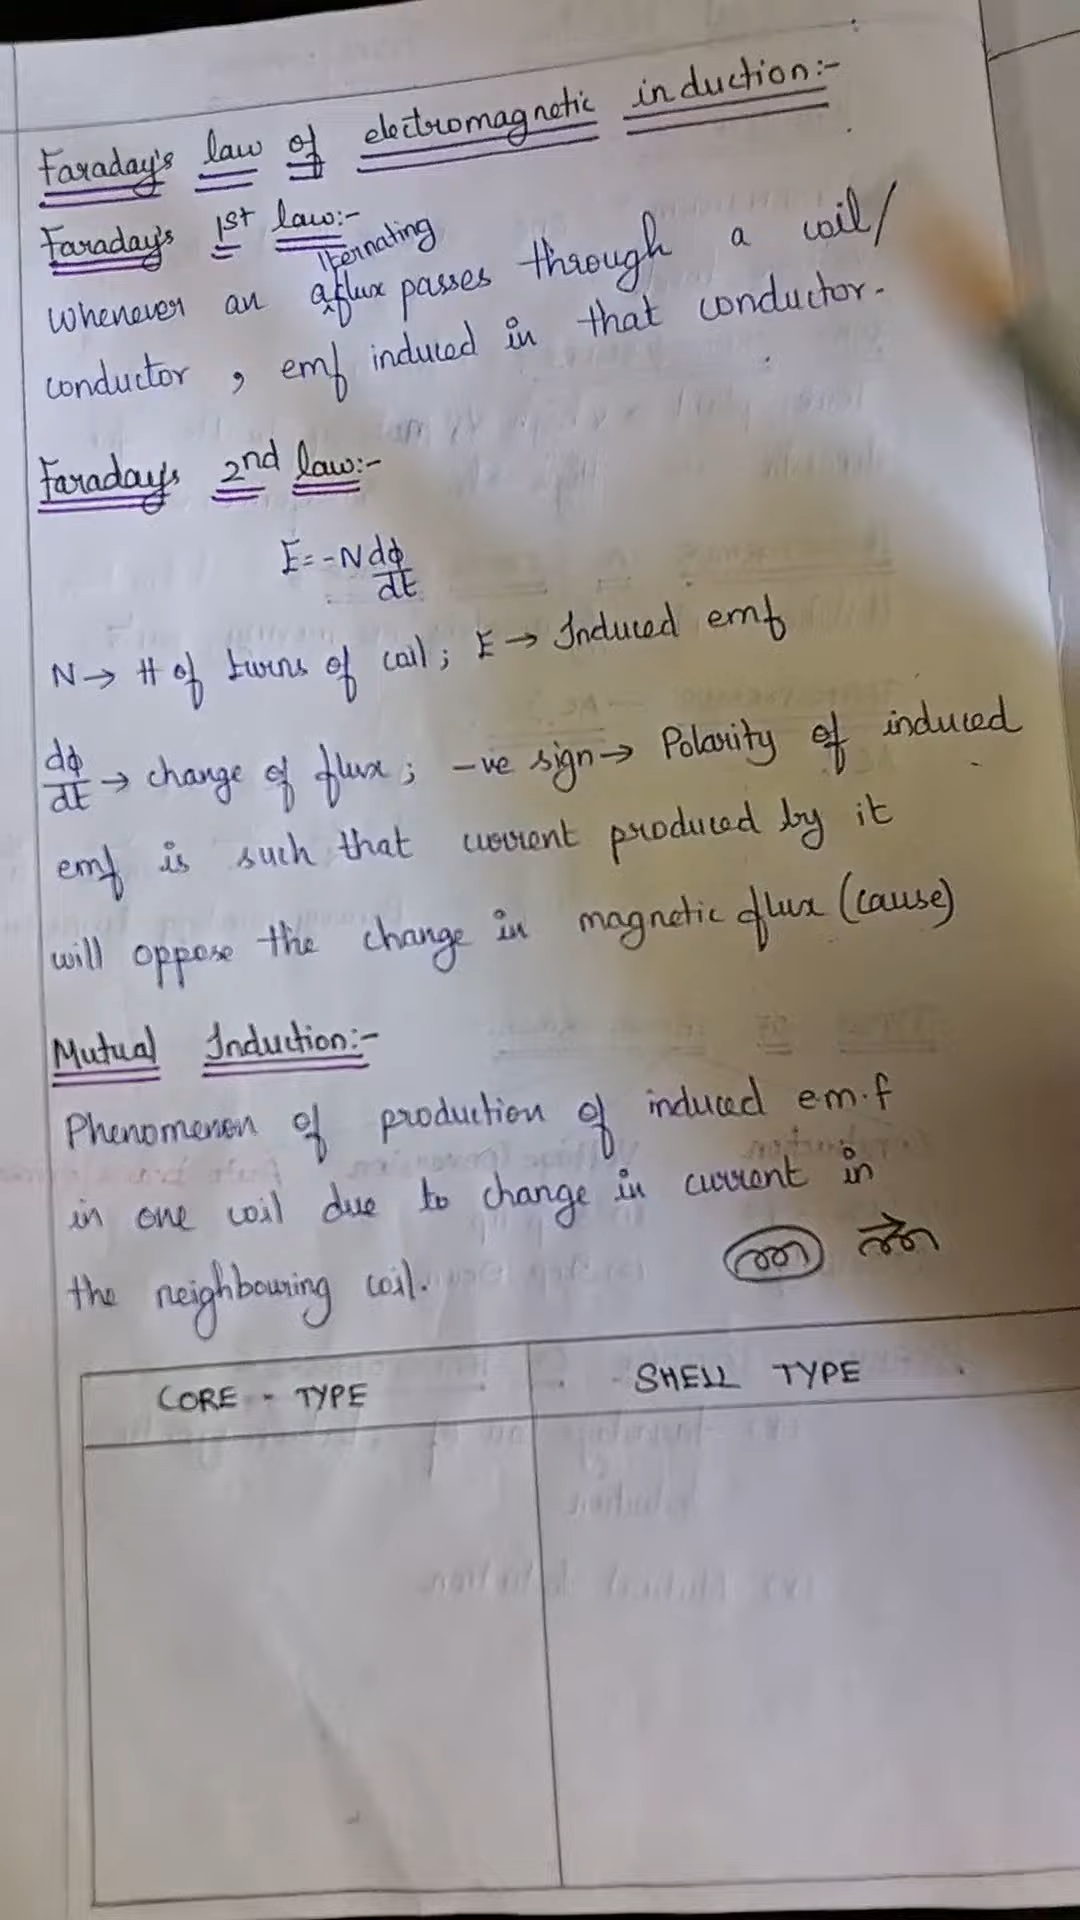 Faraday's law of electromagnetic induction:-
Faraday's 1st law:-
Whenever an alternating flux passes through a coil/
conductor, emf induced in that conductor.
Faraday's 2nd law:-
E = -N dφ/dt
N → # of turns of coil; E → Induced emf
dφ/dt → change of flux; -ve sign → Polarity of induced
emf is such that current produced by it
will oppose the change in magnetic flux (cause)
Mutual Induction:-
Phenomenon of production of induced e.m.f
in one coil due to change in current in
the neighbouring coil.
CORE - TYPE
SHELL TYPE